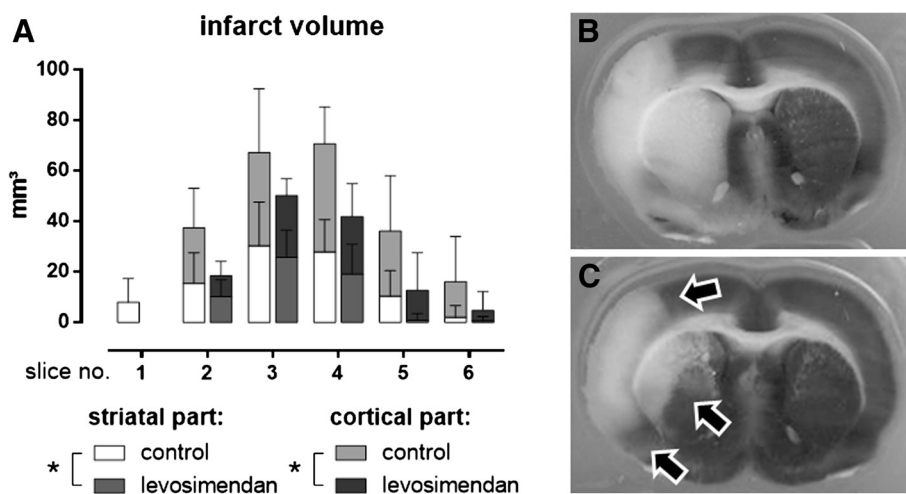 A
infarct volume
100
80
60
40
20
0
mm³
slice no. 1 2 3 4 5 6
striatal part:
* control
levosimendan
cortical part:
* control
levosimendan
B
C